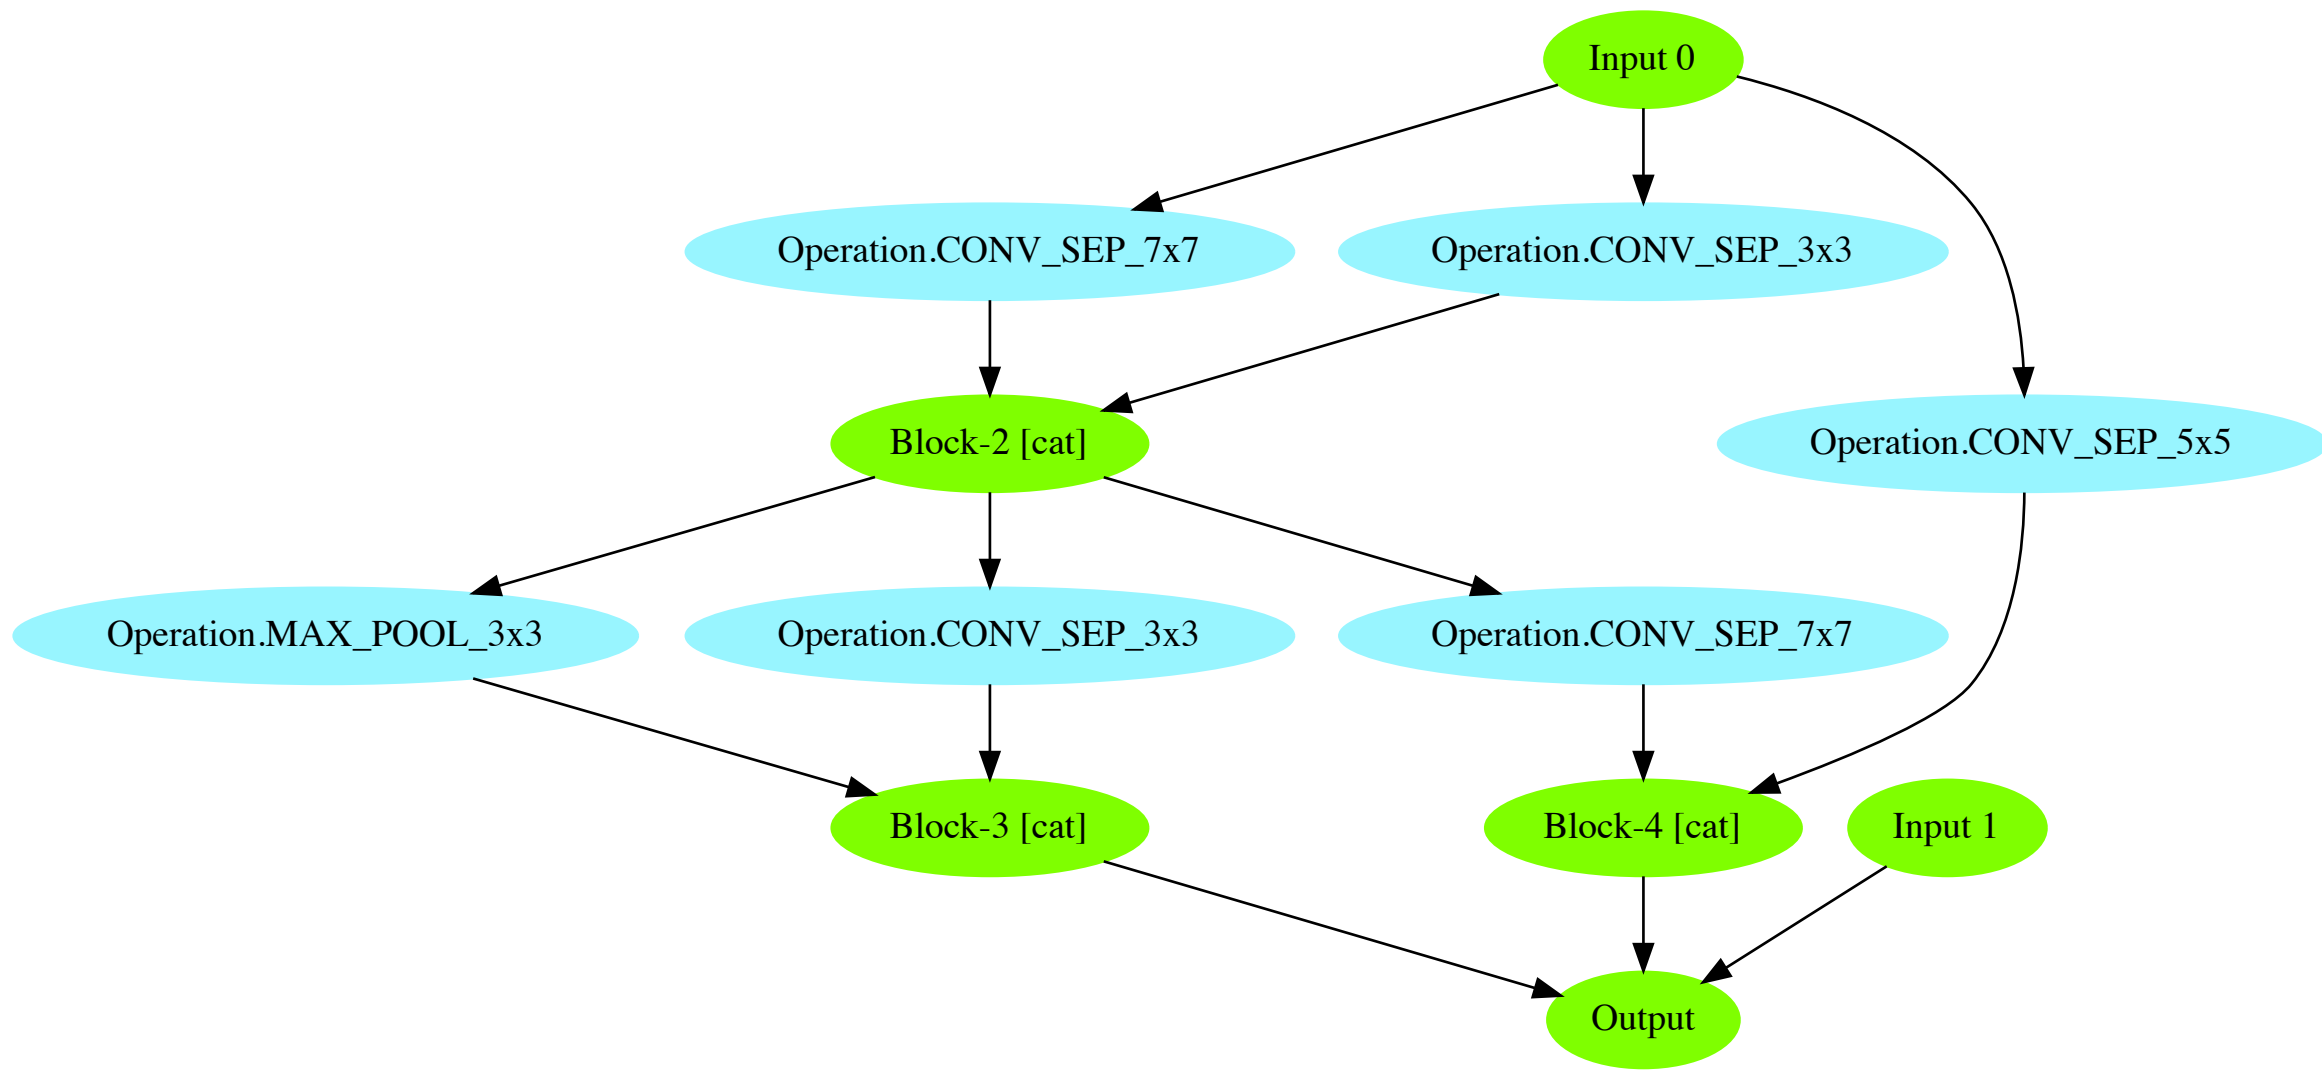 Input 0
Operation.CONV_SEP_7x7
Operation.CONV_SEP_3x3
Block-2 [cat]
Operation.CONV_SEP_5x5
Operation.MAX_POOL_3x3
Operation.CONV_SEP_3x3
Operation.CONV_SEP_7x7
Block-3 [cat]
Block-4 [cat]
Input 1
Output